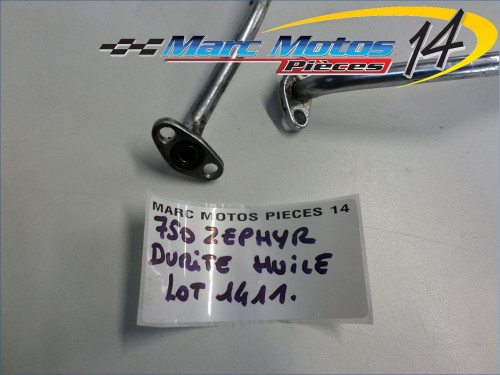 Marc Motos 14
Pièces
MARC MOTOS PIECES 14
750 ZEPHYR
DURITE HUILE
LOT 1411.